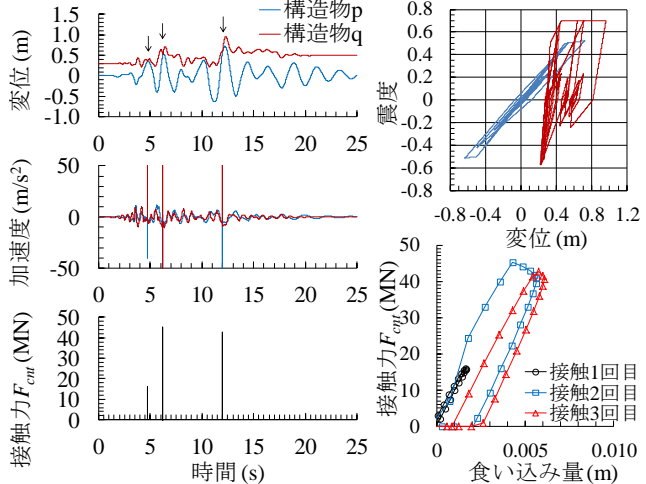 構造物p
構造物q
変位 (m)
1.5
1.0
0.5
0.0
-0.5
-1.0
0 5 10 15 20 25
加速度 (m/s²)
50
0
-50
0 5 10 15 20 25
接触力Fcnt (MN)
50
40
30
20
10
0
0 5 10 15 20 25
時間 (s)
震度
0.8
0.6
0.4
0.2
0
-0.2
-0.4
-0.6
-0.8
-0.8 -0.4 0 0.4 0.8 1.2
変位 (m)
接触力Fcnt (MN)
50
40
30
20
10
0
接触1回目
接触2回目
接触3回目
0 0.005 0.010
食い込み量 (m)